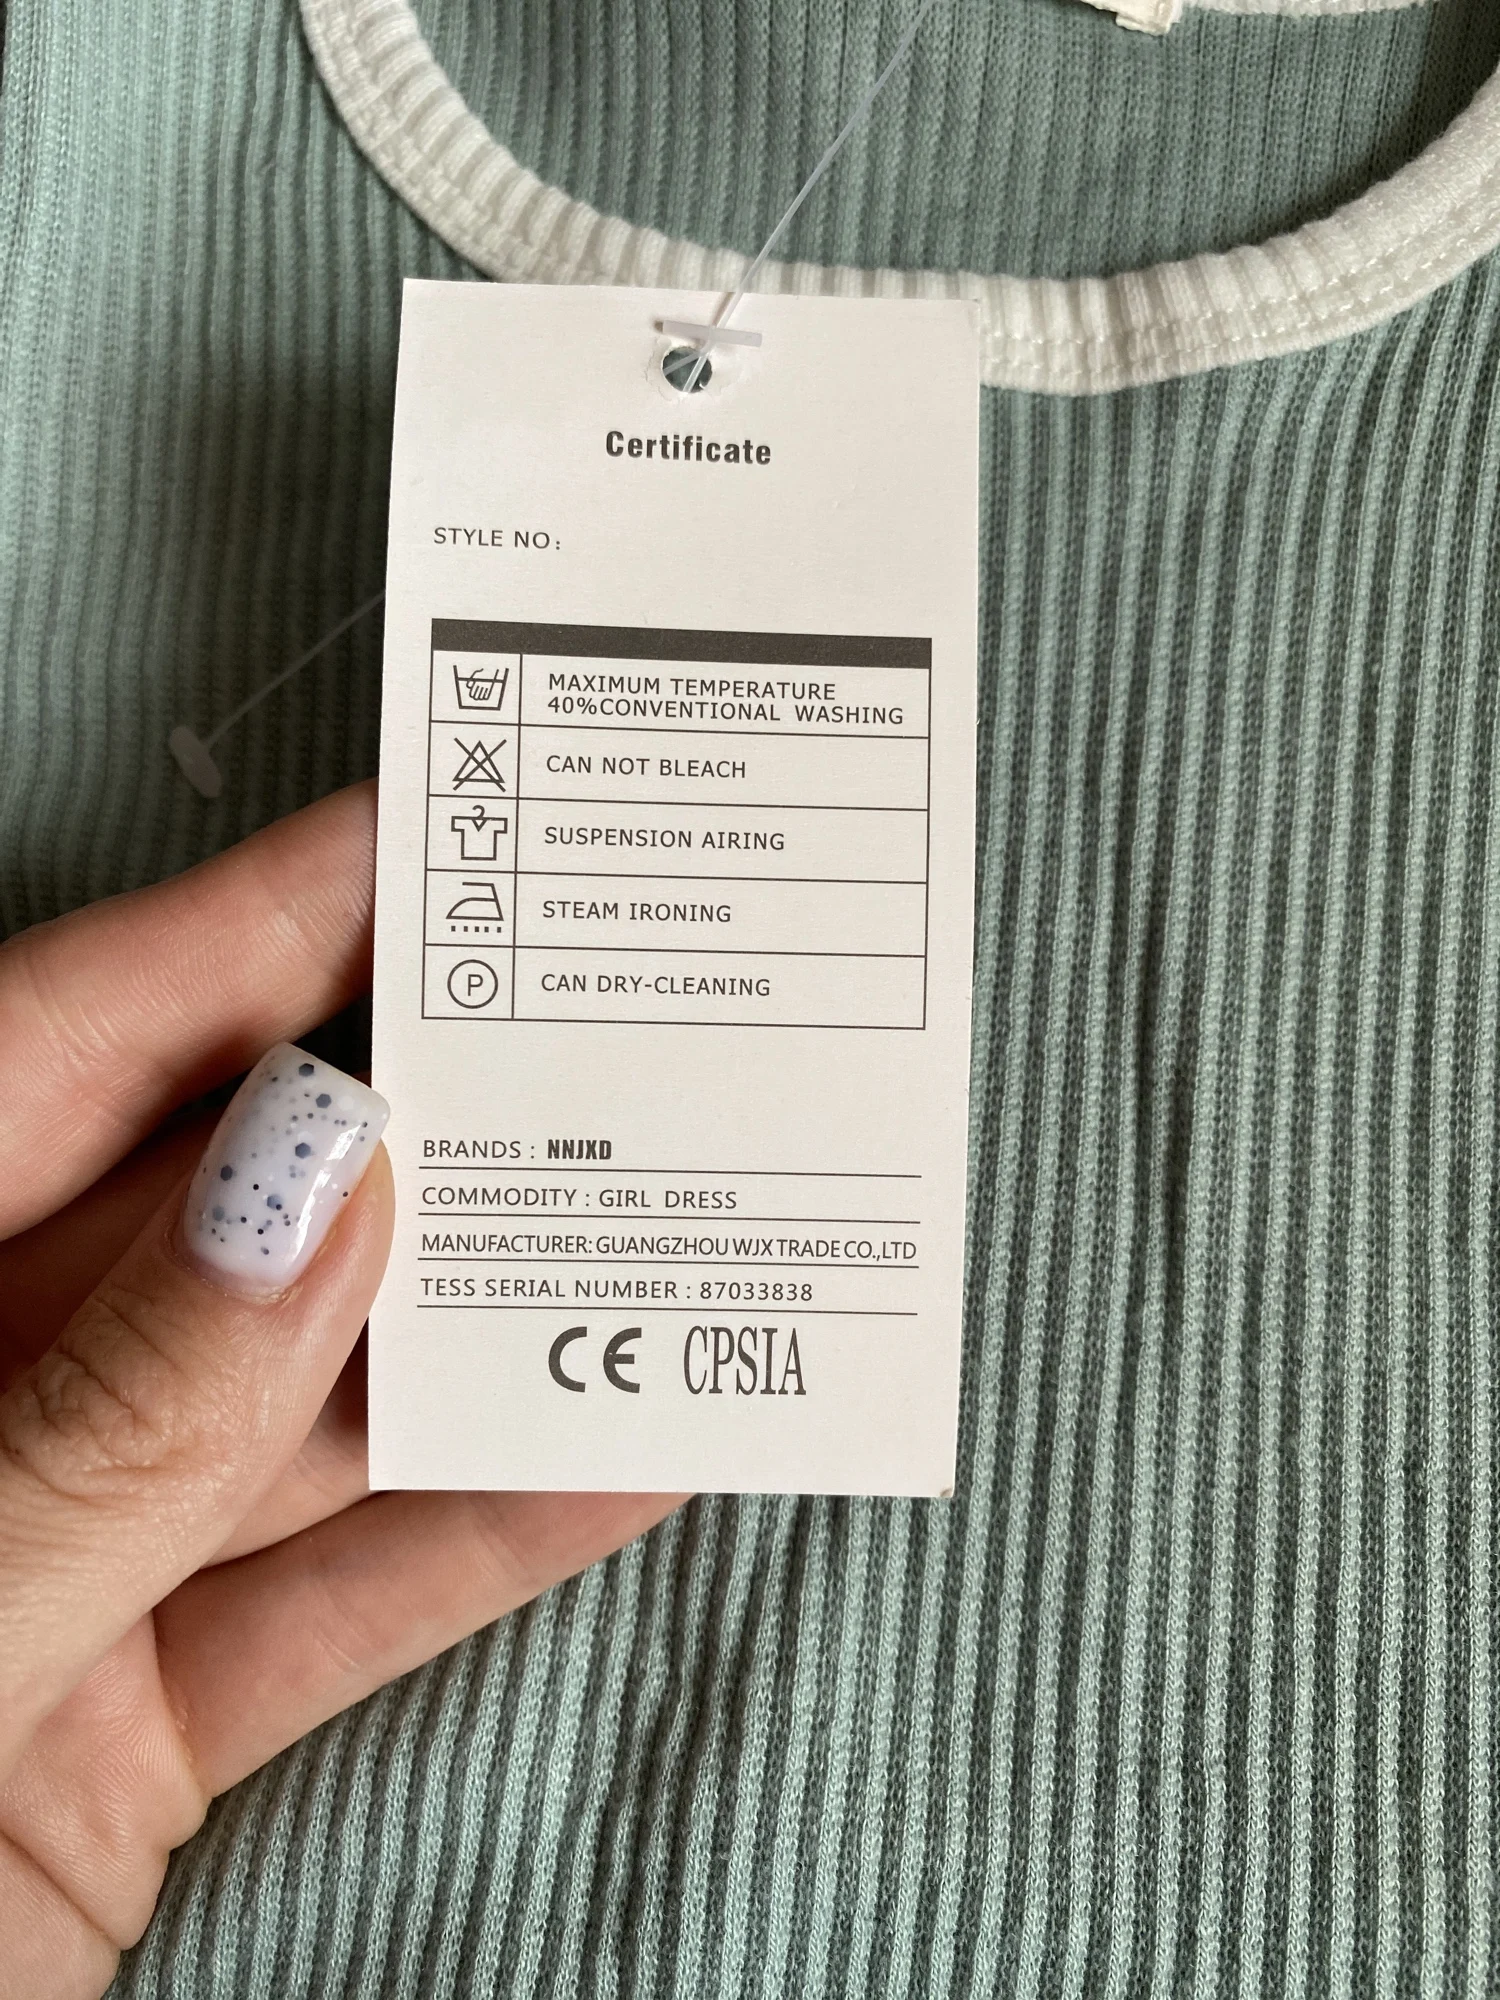 Certificate
STYLE NO:
MAXIMUM TEMPERATURE
40%CONVENTIONAL WASHING
CAN NOT BLEACH
SUSPENSION AIRING
STEAM IRONING
P
CAN DRY-CLEANING
BRANDS : NNJXD
COMMODITY : GIRL DRESS
MANUFACTURER: GUANGZHOU WJX TRADE CO.,LTD
TESS SERIAL NUMBER : 87033838
CE CPSIA